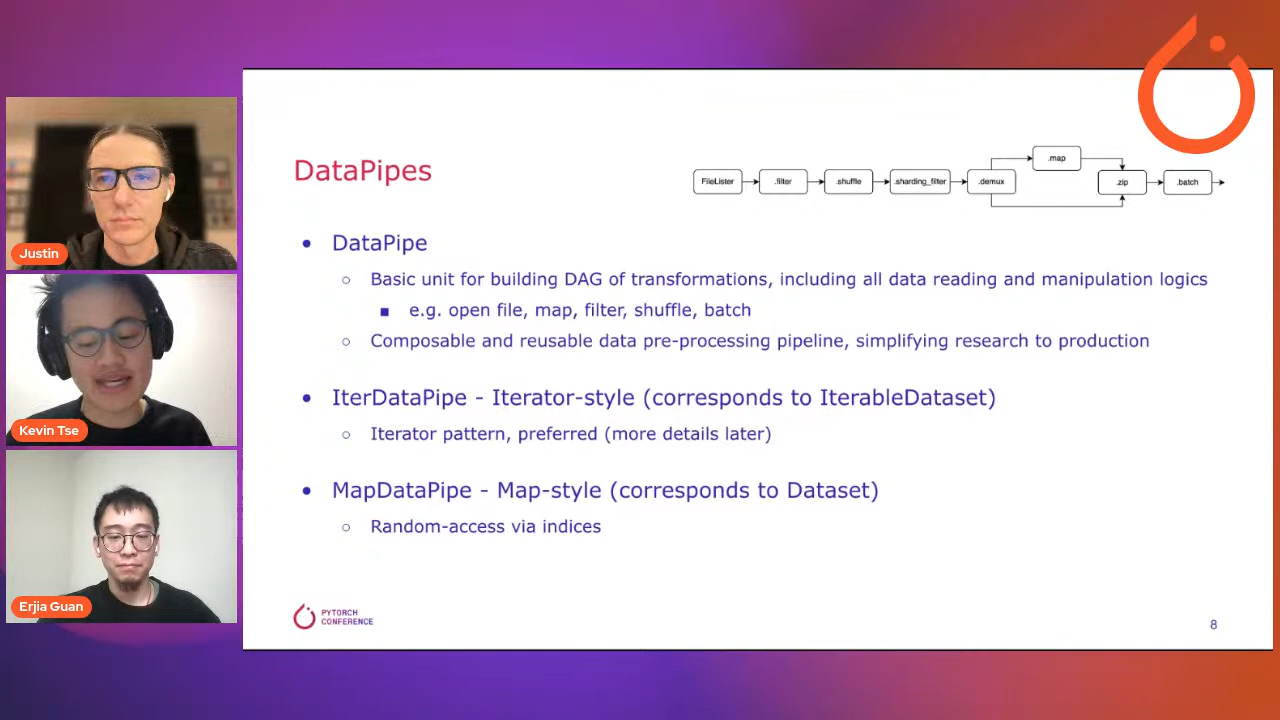 DataPipes
FileLister
.filter
.shuffle
.sharding_filter
.demux
.map
.zip
.batch
• DataPipe
○ Basic unit for building DAG of transformations, including all data reading and manipulation logics
■ e.g. open file, map, filter, shuffle, batch
○ Composable and reusable data pre-processing pipeline, simplifying research to production
• IterDataPipe - Iterator-style (corresponds to IterableDataset)
○ Iterator pattern, preferred (more details later)
• MapDataPipe - Map-style (corresponds to Dataset)
○ Random-access via indices
PYTORCH
CONFERENCE
8
Justin
Kevin Tse
Erjia Guan